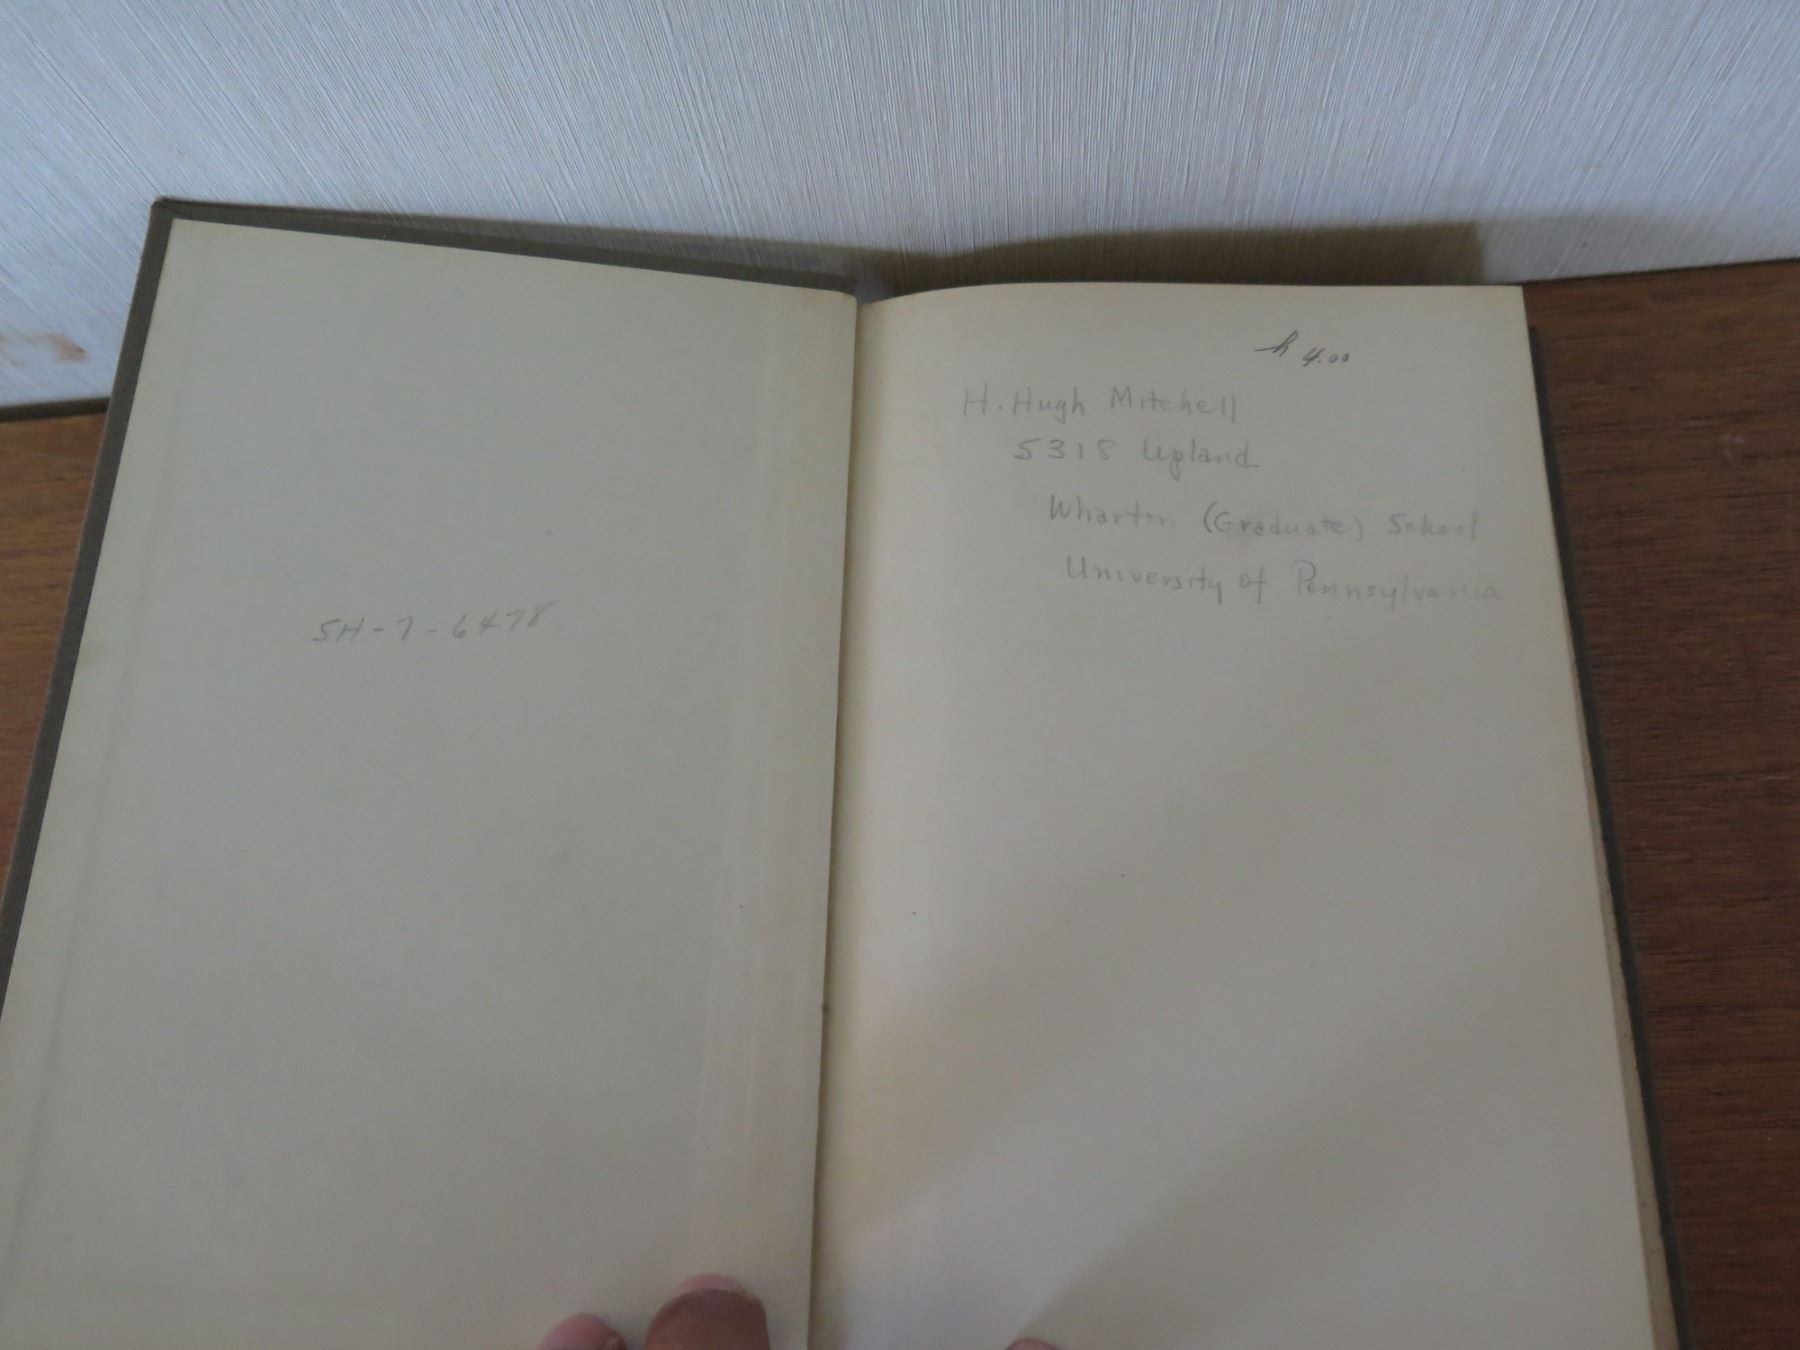 SH-7-6478
h 4.00
H. Hugh Mitchell
5318 Upland
Wharton (Graduate) School
University of Pennsylvania